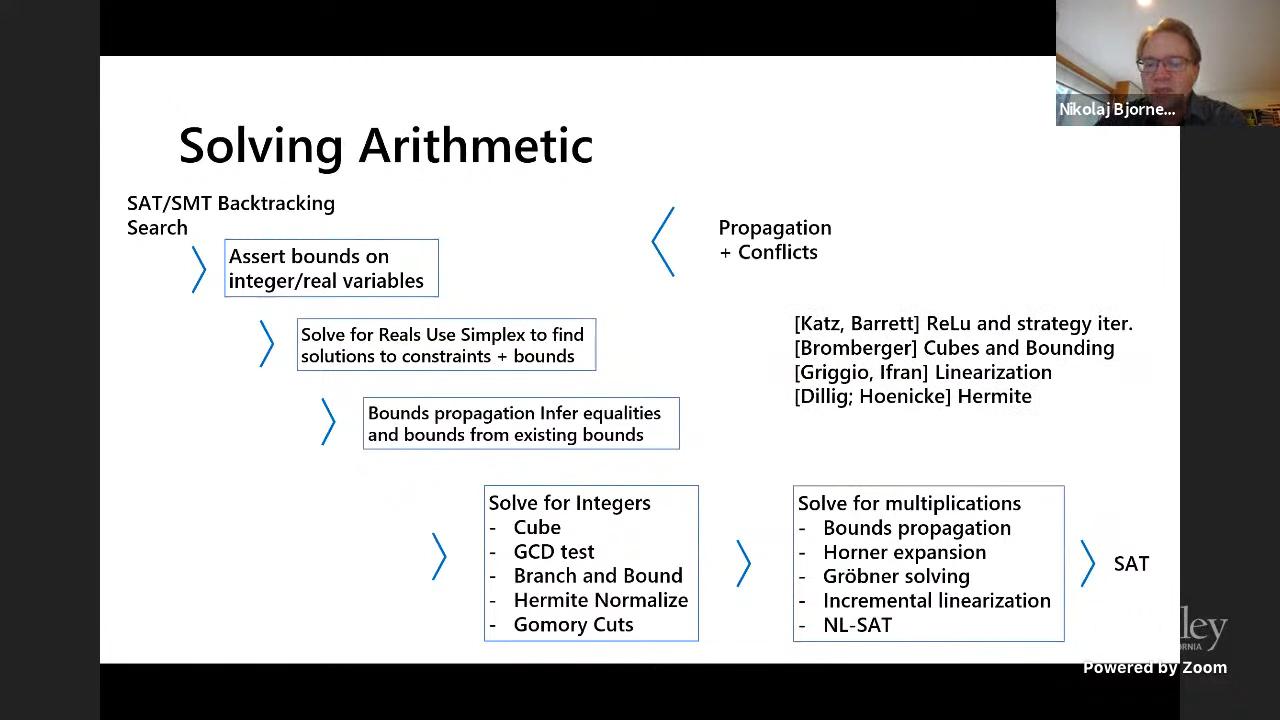 Nikolaj Bjorne...
Solving Arithmetic
SAT/SMT Backtracking
Search
Propagation
+ Conflicts
Assert bounds on
integer/real variables
Solve for Reals Use Simplex to find
solutions to constraints + bounds
[Katz, Barrett] ReLu and strategy iter.
[Bromberger] Cubes and Bounding
[Griggio, Ifran] Linearization
[Dillig; Hoenicke] Hermite
Bounds propagation Infer equalities
and bounds from existing bounds
Solve for Integers
- Cube
- GCD test
- Branch and Bound
- Hermite Normalize
- Gomory Cuts
Solve for multiplications
- Bounds propagation
- Horner expansion
- Gröbner solving
- Incremental linearization
- NL-SAT
SAT
ley
RNIA
Powered by Zoom